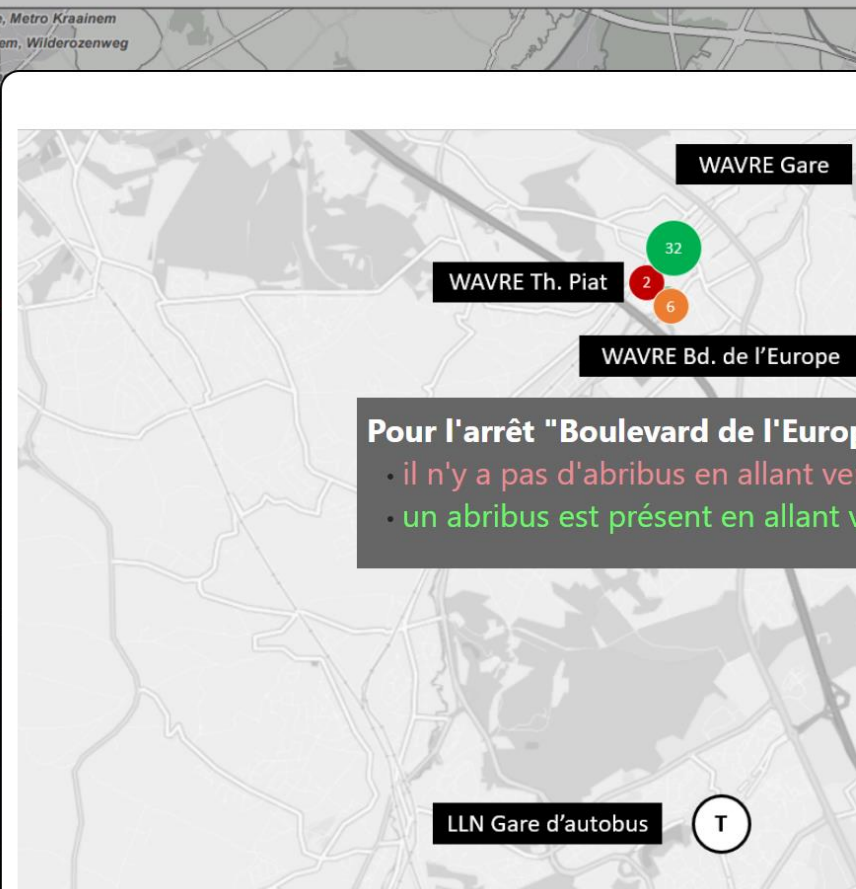 , Metro Kraainem
em, Wilderozenweg
WAVRE Gare
32
WAVRE Th. Piat
2
6
WAVRE Bd. de l'Europe
Pour l'arrêt "Boulevard de l'Europ
• il n'y a pas d'abribus en allant ve
• un abribus est présent en allant v
LLN Gare d'autobus
T